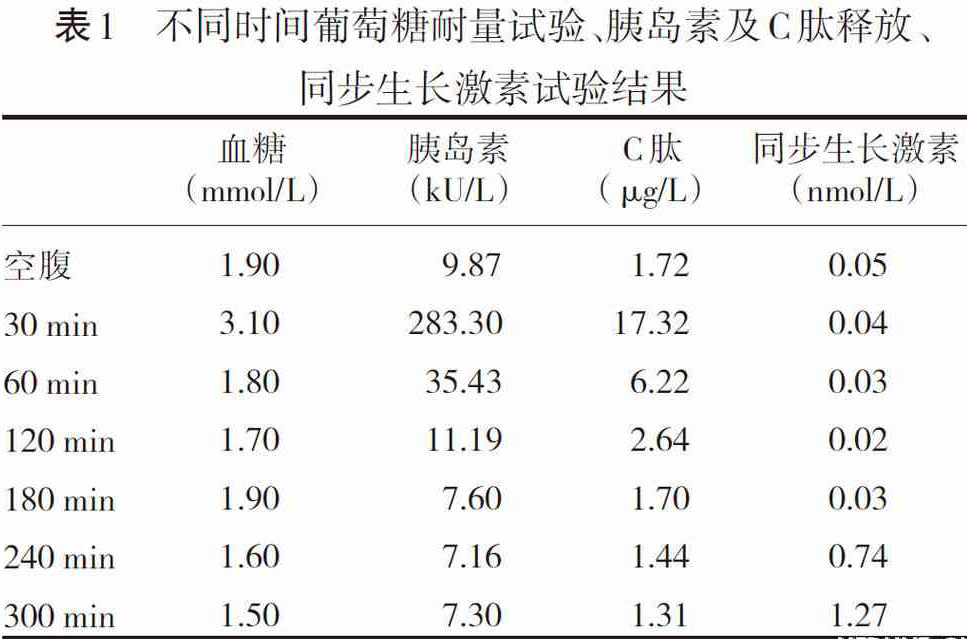 表1 不同时间葡萄糖耐量试验、胰岛素及C肽释放、
同步生长激素试验结果
血糖 胰岛素 C肽 同步生长激素
(mmol/L) (kU/L) (μg/L) (nmol/L)
空腹 1.90 9.87 1.72 0.05
30 min 3.10 283.30 17.32 0.04
60 min 1.80 35.43 6.22 0.03
120 min 1.70 11.19 2.64 0.02
180 min 1.90 7.60 1.70 0.03
240 min 1.60 7.16 1.44 0.74
300 min 1.50 7.30 1.31 1.27